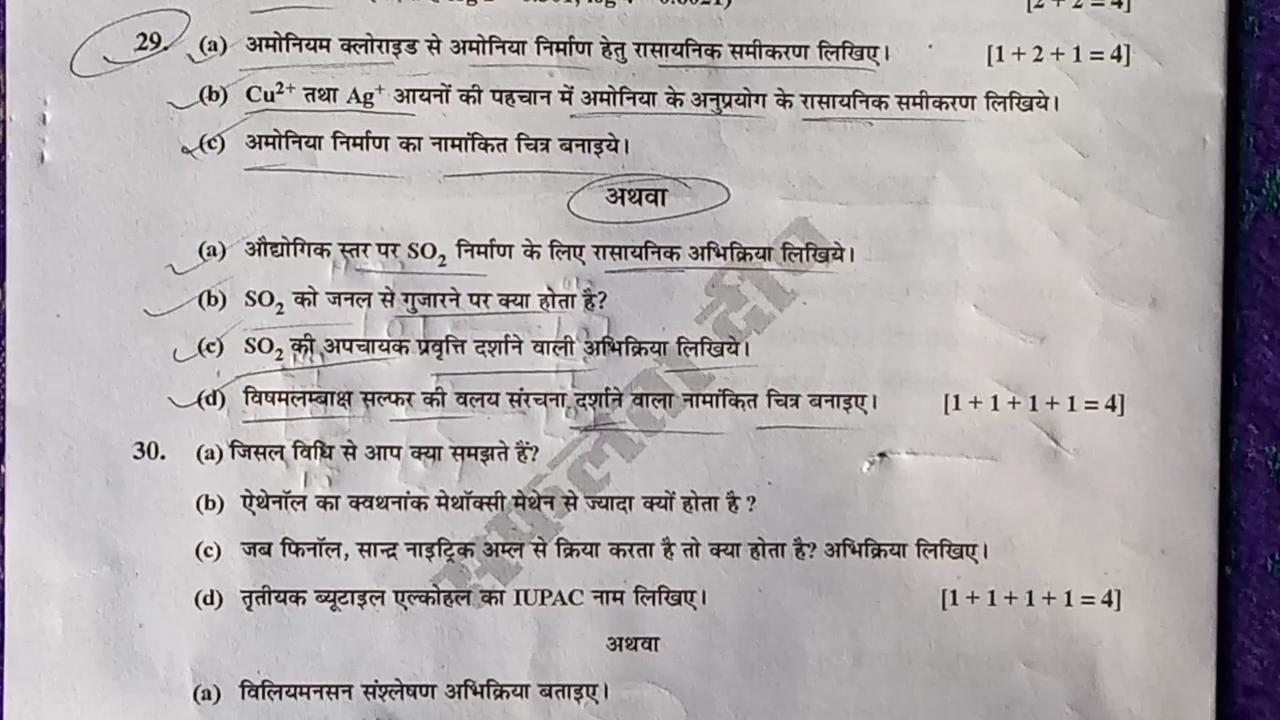 [2 + 2 = 4]
29. (a) अमोनियम क्लोराइड से अमोनिया निर्माण हेतु रासायनिक समीकरण लिखिए। [1 + 2 + 1 = 4]
(b) Cu²⁺ तथा Ag⁺ आयनों की पहचान में अमोनिया के अनुप्रयोग के रासायनिक समीकरण लिखिये।
(c) अमोनिया निर्माण का नामांकित चित्र बनाइये।
अथवा
(a) औद्योगिक स्तर पर SO₂ निर्माण के लिए रासायनिक अभिक्रिया लिखिये।
(b) SO₂ को जनल से गुजारने पर क्या होता है?
(c) SO₂ की अपचायक प्रवृत्ति दर्शाने वाली अभिक्रिया लिखिये।
(d) विषमलम्बाक्ष सल्फर की वलय संरचना दर्शाने वाला नामांकित चित्र बनाइए। [1 + 1 + 1 + 1 = 4]
30. (a) जिसल विधि से आप क्या समझते हैं?
(b) ऐथेनॉल का क्वथनांक मेथॉक्सी मेथेन से ज्यादा क्यों होता है ?
(c) जब फिनॉल, सान्द्र नाइट्रिक अम्ल से क्रिया करता है तो क्या होता है? अभिक्रिया लिखिए।
(d) तृतीयक ब्यूटाइल एल्कोहल का IUPAC नाम लिखिए। [1 + 1 + 1 + 1 = 4]
अथवा
(a) विलियमनसन संश्लेषण अभिक्रिया बताइए।
सफलता दीप